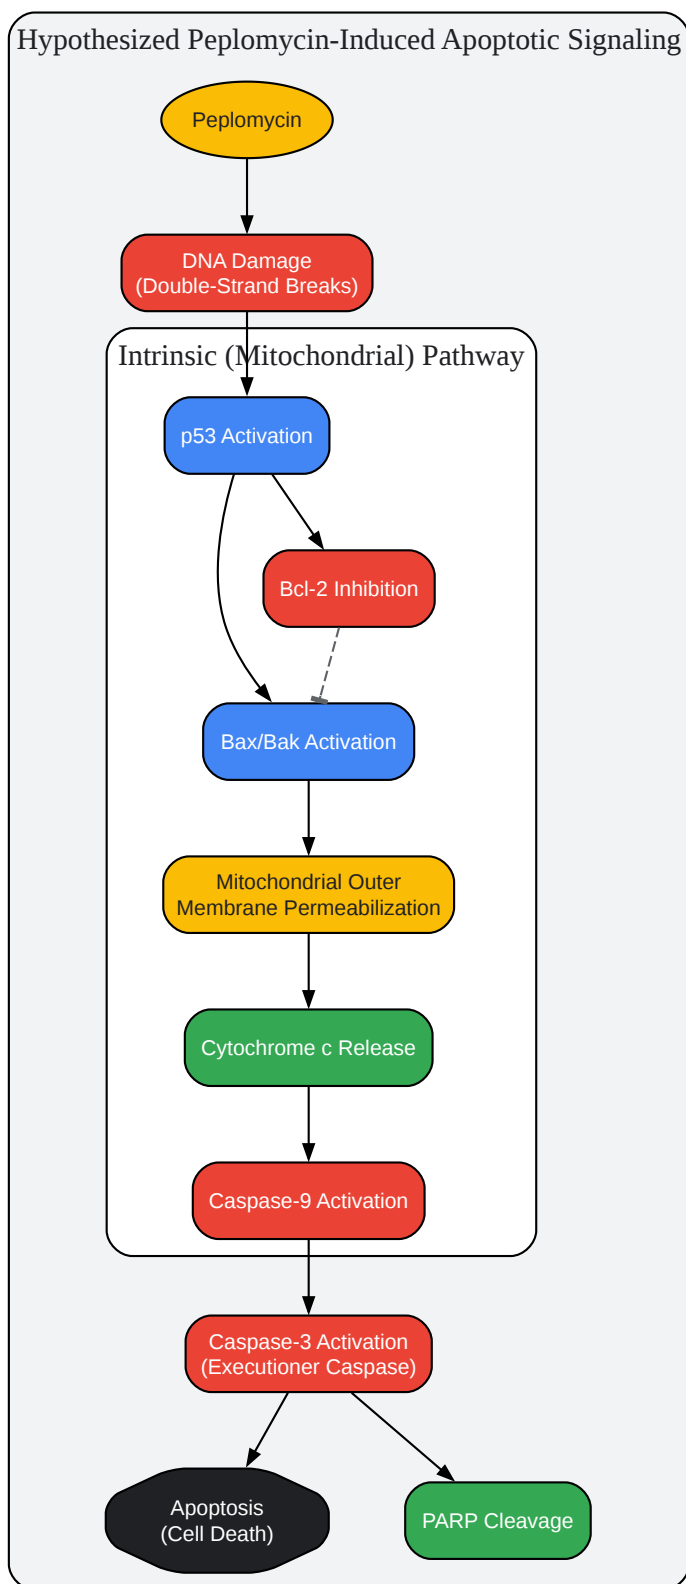 Hypothesized Peplomycin-Induced Apoptotic Signaling
Peplomycin
DNA Damage
(Double-Strand Breaks)
Intrinsic (Mitochondrial) Pathway
p53 Activation
Bcl-2 Inhibition
Bax/Bak Activation
Mitochondrial Outer
Membrane Permeabilization
Cytochrome c Release
Caspase-9 Activation
Caspase-3 Activation
(Executioner Caspase)
Apoptosis
(Cell Death)
PARP Cleavage